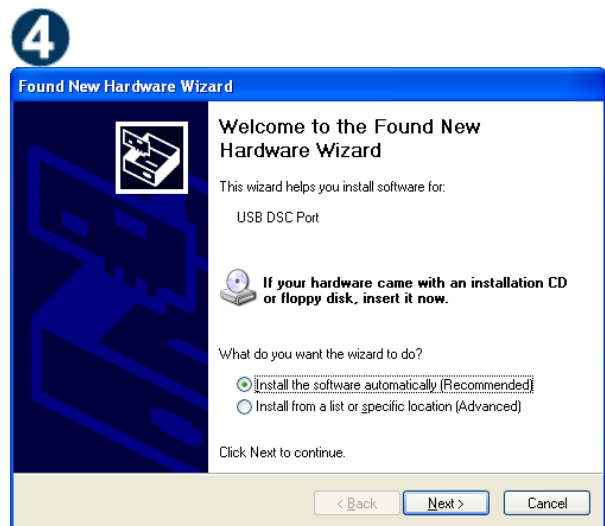 4
Found New Hardware Wizard
Welcome to the Found New
Hardware Wizard
This wizard helps you install software for:
USB DSC Port
If your hardware came with an installation CD
or floppy disk, insert it now.
What do you want the wizard to do?
Install the software automatically (Recommended)
Install from a list or specific location (Advanced)
Click Next to continue.
< Back Next > Cancel